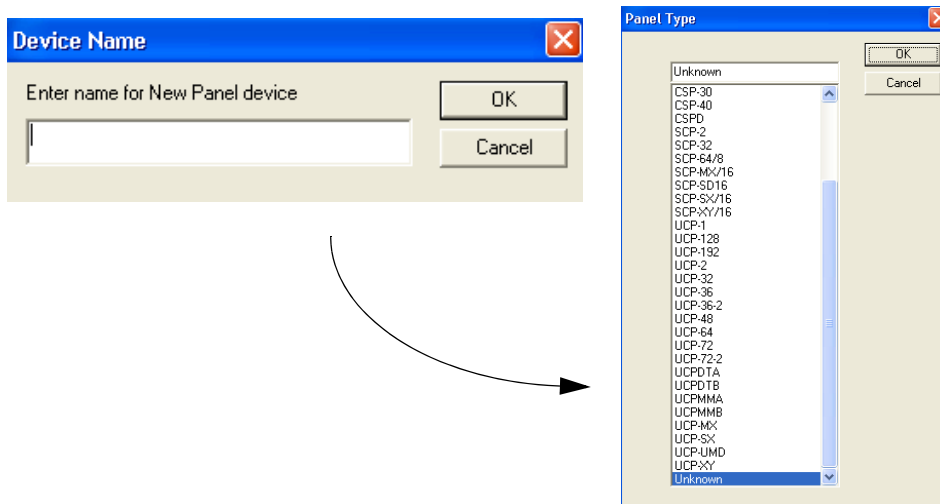 Device Name
Enter name for New Panel device
OK
Cancel
Panel Type
OK
Cancel
Unknown
CSP-30
CSP-40
CSPD
SCP-2
SCP-32
SCP-64/8
SCP-MX/16
SCP-SD16
SCP-SX/16
SCP-XY/16
UCP-1
UCP-128
UCP-192
UCP-2
UCP-32
UCP-36
UCP-36-2
UCP-48
UCP-64
UCP-72
UCP-72-2
UCPDTA
UCPDTB
UCPMMA
UCPMMB
UCP-MX
UCP-SX
UCP-UMD
UCP-XY
Unknown